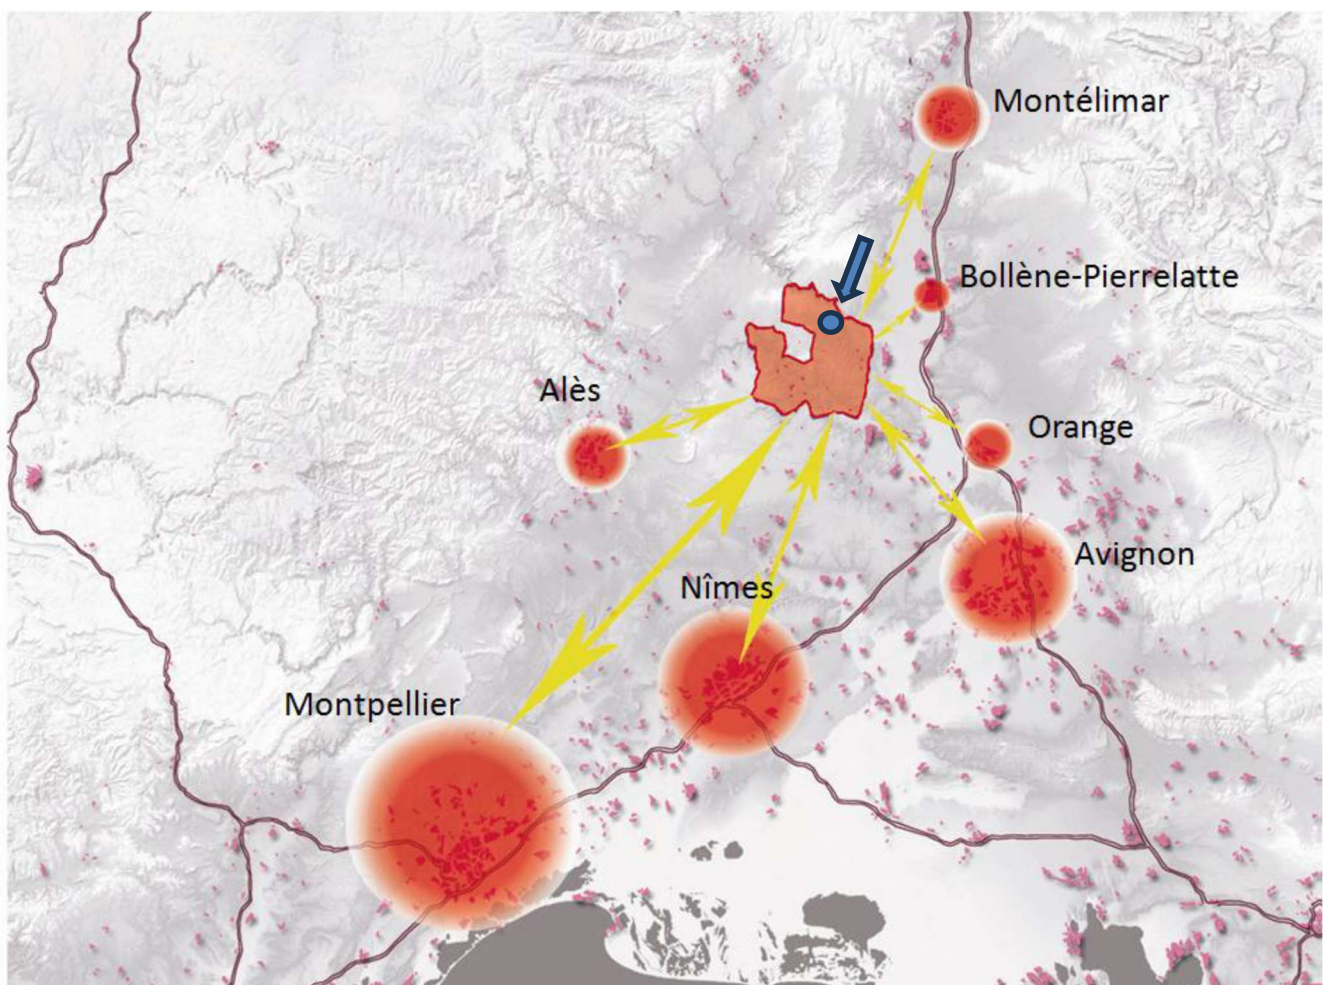 Montélimar
Bollène-Pierrelatte
Alès
Orange
Avignon
Nîmes
Montpellier